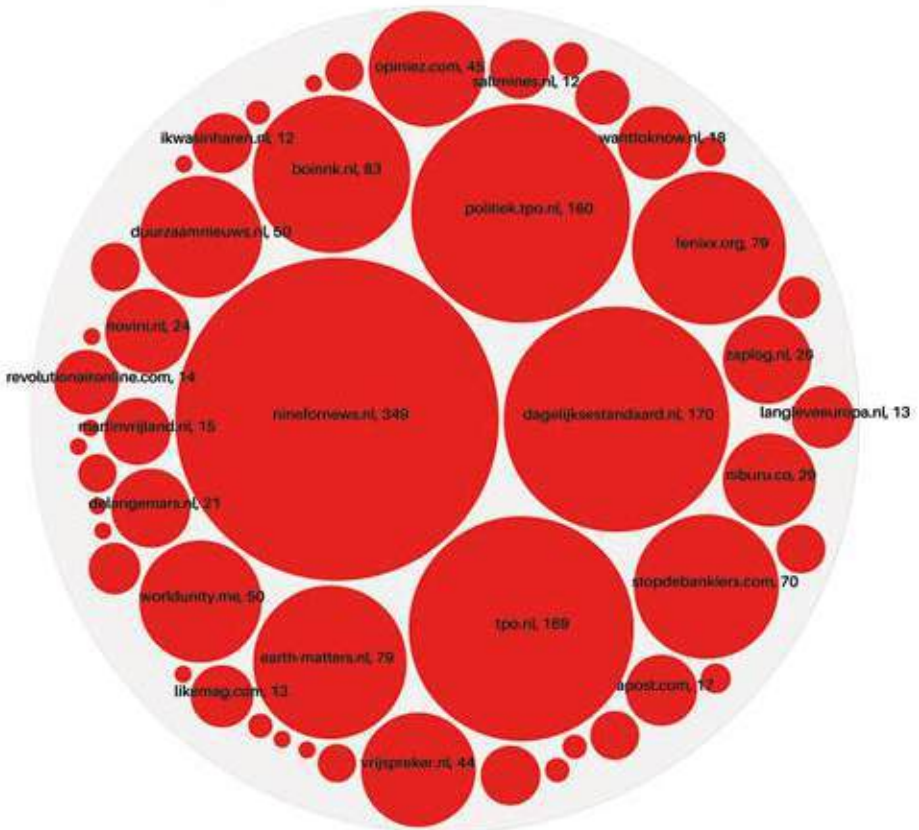 opiniez.com, 45
saltmines.nl, 12
ikwasinharen.nl, 12
wanttoknow.nl, 18
boinnk.nl, 83
politiek.tpo.nl, 160
duurzaamnieuws.nl, 50
fenixx.org, 79
novini.nl, 24
zaplog.nl, 26
revolutionaironline.com, 14
ninefornews.nl, 349
dagelijksestandaard.nl, 170
langleveeuropa.nl, 13
martinvrijland.nl, 15
niburu.co, 29
delangemars.nl, 21
stopdebankiers.com, 70
worldunity.me, 50
tpo.nl, 169
earth-matters.nl, 79
likemag.com, 13
apost.com, 17
vrijspreker.nl, 44